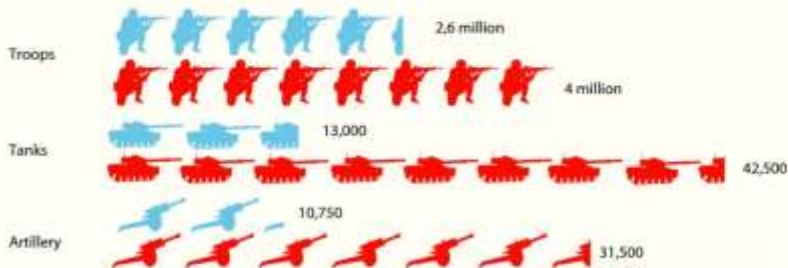 Troops
2,6 million
4 million
Tanks
13,000
42,500
Artillery
10,750
31,500